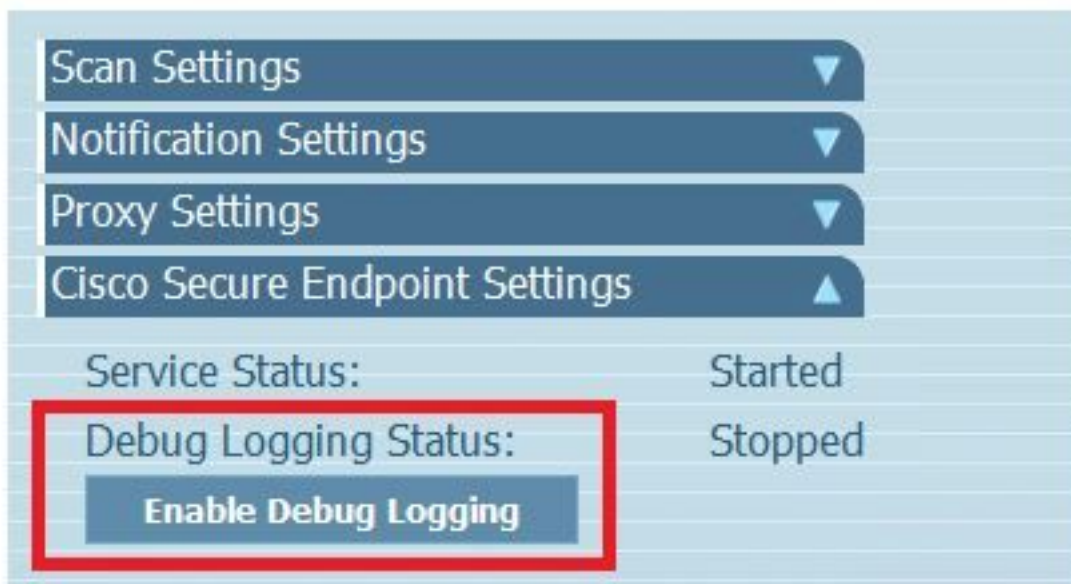 Scan Settings
Notification Settings
Proxy Settings
Cisco Secure Endpoint Settings
Service Status: Started
Debug Logging Status: Stopped
Enable Debug Logging